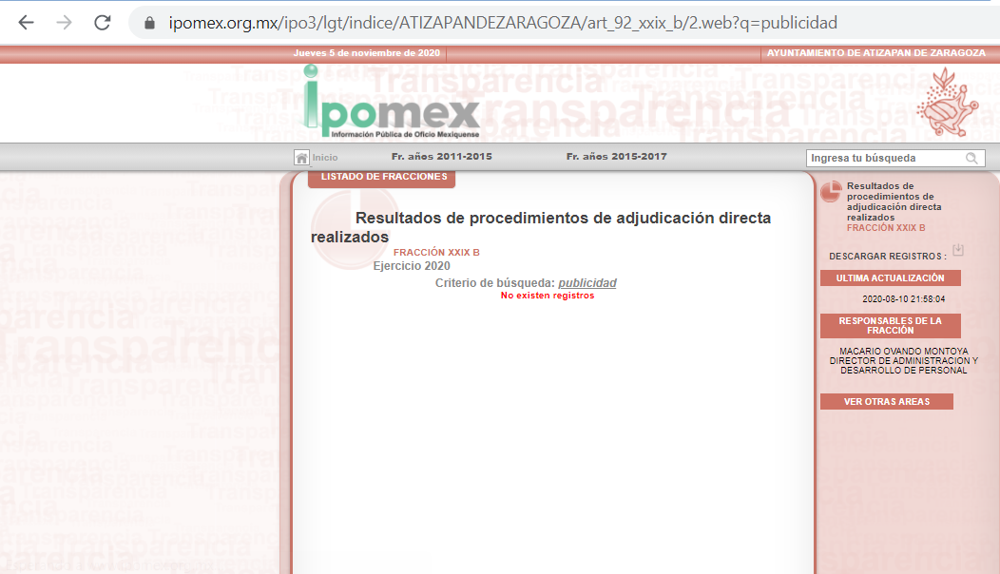 ipomex.org.mx/ipo3/lgt/indice/ATIZAPANDEZARAGOZA/art_92_xxix_b/2.web?q=publicidad
Jueves 5 de noviembre de 2020
AYUNTAMIENTO DE ATIZAPAN DE ZARAGOZA
Transparencia
ipomex
Información Pública de Oficio Mexiquense
Inicio
Fr. años 2011-2015
Fr. años 2015-2017
Ingresa tu búsqueda
LISTADO DE FRACCIONES
Resultados de procedimientos de adjudicación directa
realizados
FRACCIÓN XXIX B
Ejercicio 2020
Criterio de búsqueda: publicidad
No existen registros
Resultados de
procedimientos de
adjudicación directa
realizados
FRACCIÓN XXIX B
DESCARGAR REGISTROS :
ULTIMA ACTUALIZACIÓN
2020-08-10 21:58:04
RESPONSABLES DE LA
FRACCIÓN
MACARIO OVANDO MONTOYA
DIRECTOR DE ADMINISTRACION Y
DESARROLLO DE PERSONAL
VER OTRAS AREAS